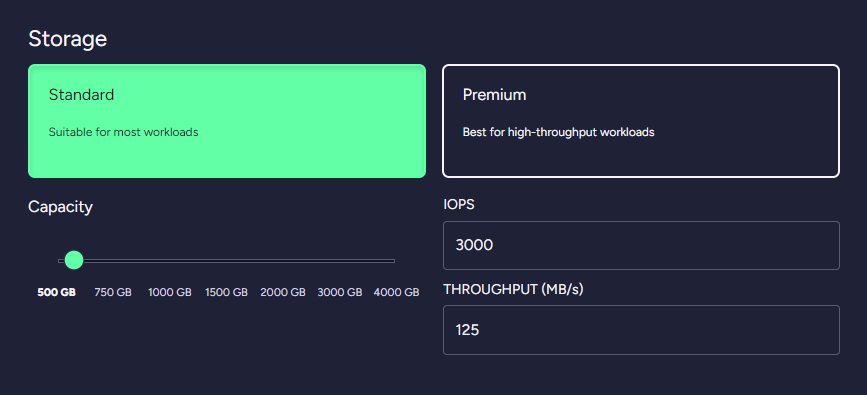 Storage
Standard
Suitable for most workloads
Premium
Best for high-throughput workloads
Capacity
500 GB 750 GB 1000 GB 1500 GB 2000 GB 3000 GB 4000 GB
IOPS
3000
THROUGHPUT (MB/s)
125